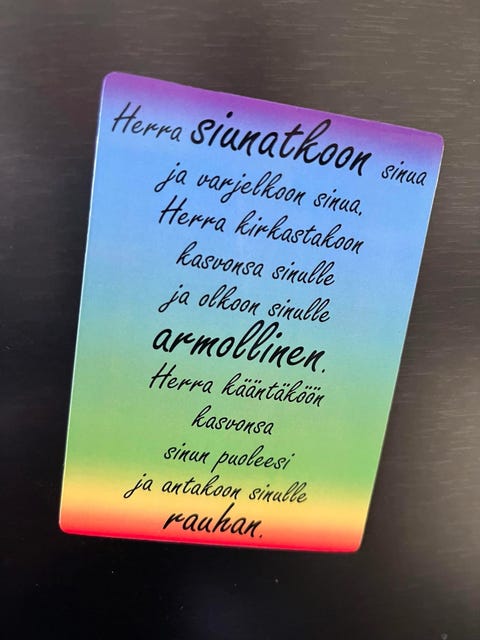 Herra siunatkoon sinua
ja varjelkoon sinua.
Herra kirkastakoon
kasvonsa sinulle
ja olkoon sinulle
armollinen.
Herra kääntäköön
kasvonsa
sinun puoleesi
ja antakoon sinulle
rauhan.